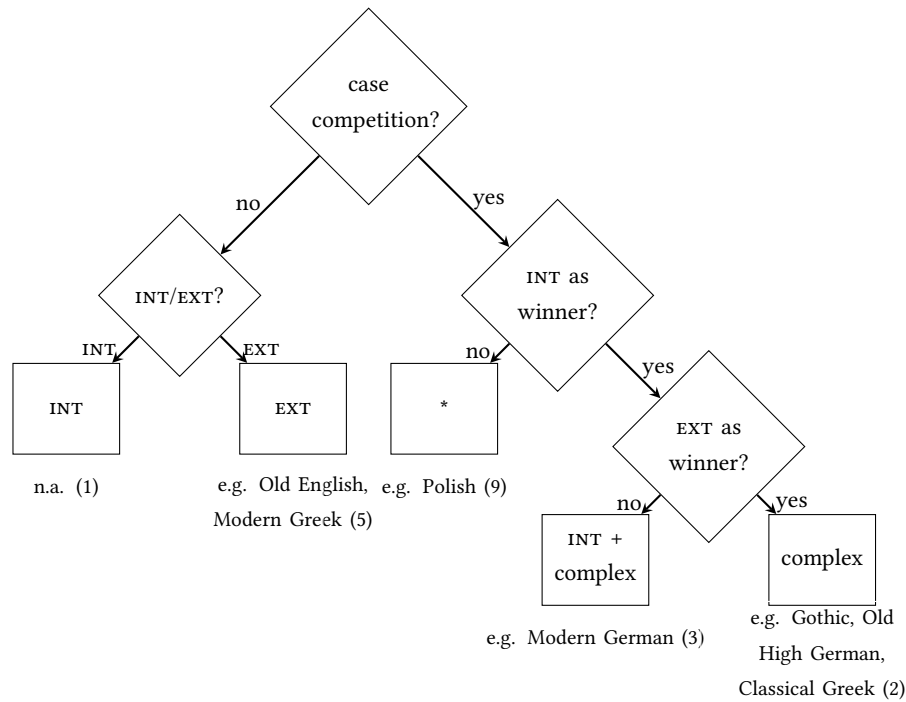 case
competition?
no
yes
INT/EXT?
INT as
winner?
INT
EXT
no
yes
INT
EXT
*
EXT as
winner?
n.a. (1)
e.g. Old English,
Modern Greek (5)
e.g. Polish (9)
no
yes
INT +
complex
complex
e.g. Modern German (3)
e.g. Gothic, Old
High German,
Classical Greek (2)